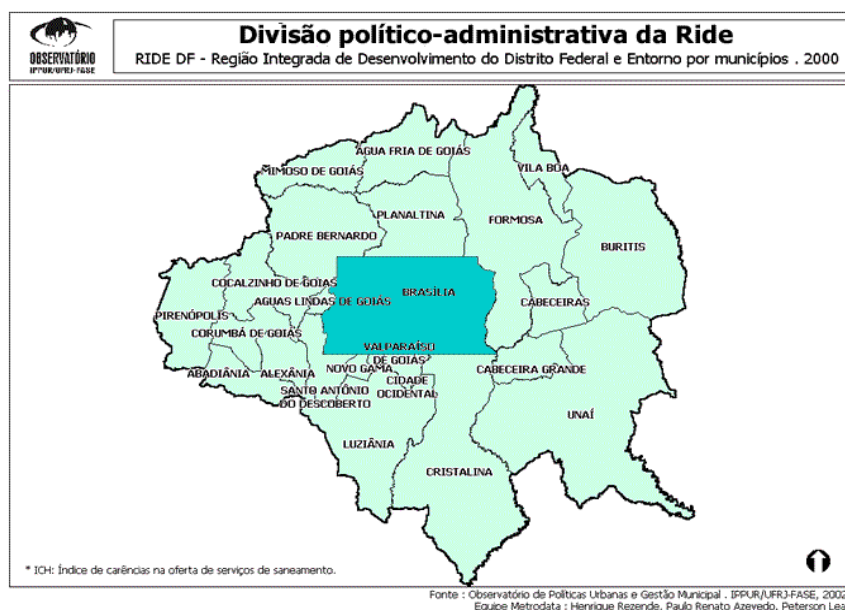 OBSERVATÓRIO
IPPUR/UFRJ-FASE
Divisão político-administrativa da Ride
RIDE DF - Região Integrada de Desenvolvimento do Distrito Federal e Entorno por municípios . 2000
ÁGUA FRIA DE GOIÁS
MIMOSO DE GOIÁS
VILA BOA
PLANALTINA
FORMOSA
PADRE BERNARDO
BURITIS
COCALZINHO DE GOIAS
BRASÍLIA
AGUAS LINDAS DE GOIÁS
CABECEIRAS
PIRENÓPOLIS
CORUMBÁ DE GOIÁS
VALPARAÍSO
DE GOIÁS
NOVO GAMA
CABECEIRA GRANDE
ABADIÂNIA
ALEXÂNIA
CIDADE
OCIDENTAL
SANTO ANTÔNIO
DO DESCOBERTO
UNAÍ
LUZIÂNIA
CRISTALINA
* ICH: Índice de carências na oferta de serviços de saneamento.
Fonte : Observatório de Políticas Urbanas e Gestão Municipal . IPPUR/UFRJ-FASE, 2002
Equipe Metrodata : Henrique Rezende, Paulo Renato Azevedo, Peterson Lea